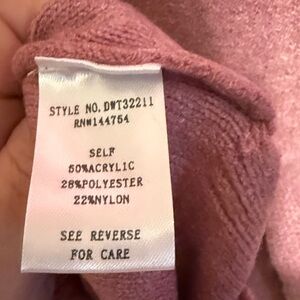 STYLE NO.DWT32211
RN#144754
SELF
50%ACRYLIC
28%POLYESTER
22%NYLON
SEE REVERSE
FOR CARE